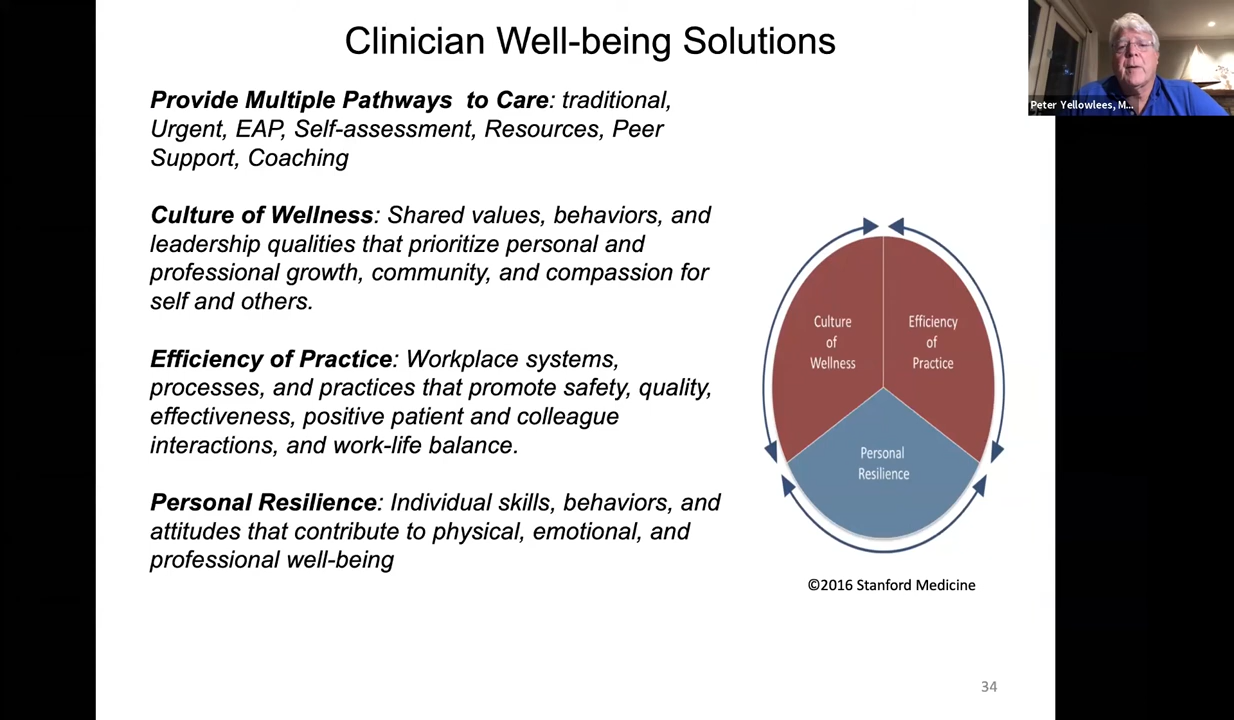 Clinician Well-being Solutions
Provide Multiple Pathways to Care: traditional,
Urgent, EAP, Self-assessment, Resources, Peer
Support, Coaching
Culture of Wellness: Shared values, behaviors, and
leadership qualities that prioritize personal and
professional growth, community, and compassion for
self and others.
Efficiency of Practice: Workplace systems,
processes, and practices that promote safety, quality,
effectiveness, positive patient and colleague
interactions, and work-life balance.
Personal Resilience: Individual skills, behaviors, and
attitudes that contribute to physical, emotional, and
professional well-being
Culture
of
Wellness
Efficiency
of
Practice
Personal
Resilience
©2016 Stanford Medicine
34
Peter Yellowlees, M...